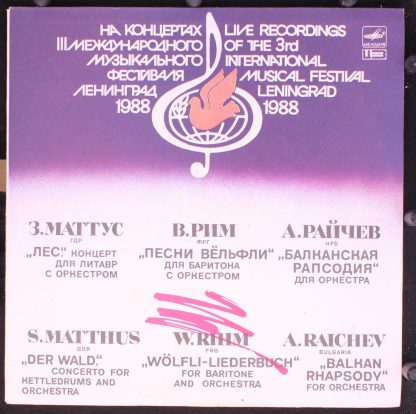 НА КОНЦЕРТАХ
III МЕЖДУНАРОДНОГО
МУЗЫКАЛЬНОГО
ФЕСТИВАЛЯ
ЛЕНИНГРАД
1988
LIVE RECORDINGS
OF THE 3rd
INTERNATIONAL
MUSICAL FESTIVAL
LENINGRAD
1988
МЕЛОДИЯ
З. МАТТУС
ГДР
„ЛЕС.“ КОНЦЕРТ
ДЛЯ ЛИТАВР
С ОРКЕСТРОМ
В. РИМ
ФРГ
„ПЕСНИ ВЁЛЬФЛИ“
ДЛЯ БАРИТОНА
С ОРКЕСТРОМ
А. РАЙЧЕВ
НРБ
„БАЛКАНСКАЯ
РАПСОДИЯ“
ДЛЯ ОРКЕСТРА
S. MATTHUS
GDR
„DER WALD.“
CONCERTO FOR
KETTLEDRUMS AND
ORCHESTRA
W. RIHM
FRG
„WÖLFLI-LIEDERBUCH“
FOR BARITONE
AND ORCHESTRA
A. RAICHEV
BULGARIA
„BALKAN
RHAPSODY“
FOR ORCHESTRA